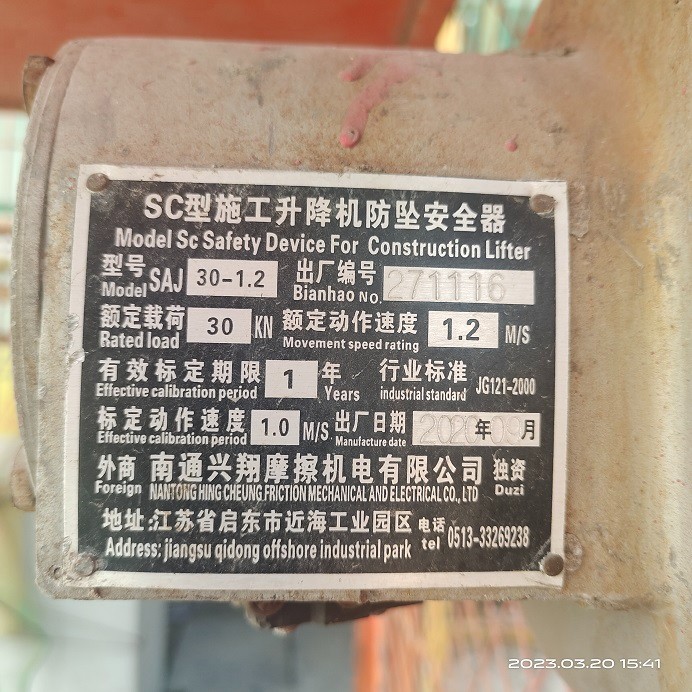 SC型施工升降机防坠安全器
Model Sc Safety Device For Construction Lifter
型号 SAJ 30-1.2 出厂编号 271116
Model Bianhao No.
额定载荷 30 KN 额定动作速度 1.2 M/S
Rated load Movement speed rating
有效标定期限 1 年 行业标准 JG121-2000
Effective calibration period Years industrial standard
标定动作速度 1.0 M/S 出厂日期 2020年09月
Effective calibration period Manufacture date
外商 南通兴翔摩擦机电有限公司 独资
Foreign NANTONG HING CHEUNG FRICTION MECHANICAL AND ELECTRICAL CO., LTD Duzi
地址:江苏省启东市近海工业园区 电话
Address: jiangsu qidong offshore industrial park tel 0513-33269238
2023.03.20 15:41